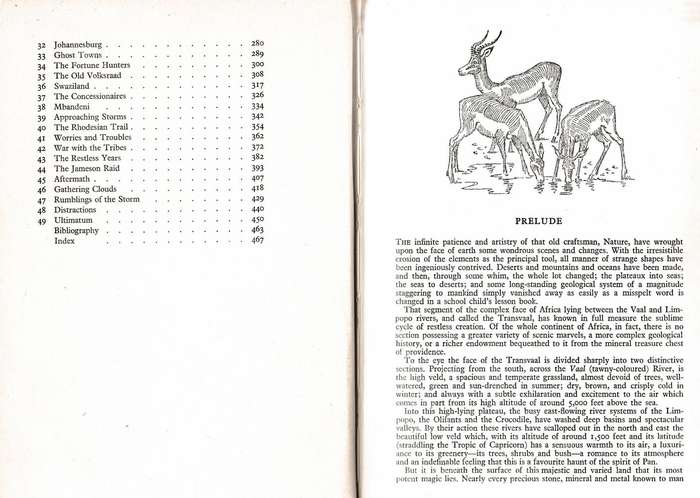 32 Johannesburg . . . . . . . . . . . 280
33 Ghost Towns . . . . . . . . . . . 289
34 The Fortune Hunters . . . . . . . . . 300
35 The Old Volksraad . . . . . . . . . . 308
36 Swaziland . . . . . . . . . . . . 317
37 The Concessionaires . . . . . . . . . 326
38 Mbandeni . . . . . . . . . . . 334
39 Approaching Storms . . . . . . . . . 342
40 The Rhodesian Trail . . . . . . . . . 354
41 Worries and Troubles . . . . . . . . 362
42 War with the Tribes . . . . . . . . . 372
43 The Restless Years . . . . . . . . . 382
44 The Jameson Raid . . . . . . . . . 393
45 Aftermath . . . . . . . . . . . . 407
46 Gathering Clouds . . . . . . . . . . 418
47 Rumblings of the Storm . . . . . . . . 429
48 Distractions . . . . . . . . . . . 440
49 Ultimatum . . . . . . . . . . . 450
Bibliography . . . . . . . . . . . 463
Index . . . . . . . . . . . . 467
PRELUDE
THE infinite patience and artistry of that old craftsman, Nature, have wrought
upon the face of earth some wondrous scenes and changes. With the irresistible
erosion of the elements as the principal tool, all manner of strange shapes have
been ingeniously contrived. Deserts and mountains and oceans have been made,
and then, through some whim, the whole lot changed; the plateaux into seas;
the seas to deserts; and some long-standing geological system of a magnitude
staggering to mankind simply vanished away as easily as a misspelt word is
changed in a school child's lesson book.
That segment of the complex face of Africa lying between the Vaal and Lim-
popo rivers, and called the Transvaal, has known in full measure the sublime
cycle of restless creation. Of the whole continent of Africa, in fact, there is no
section possessing a greater variety of scenic marvels, a more complex geological
history, or a richer endowment bequeathed to it from the mineral treasure chest
of providence.
To the eye the face of the Transvaal is divided sharply into two distinctive
sections. Projecting from the south, across the Vaal (tawny-coloured) River, is
the high veld, a spacious and temperate grassland, almost devoid of trees, well-
watered, green and sun-drenched in summer; dry, brown, and crisply cold in
winter; and always with a subtle exhilaration and excitement to the air which
comes in part from its high altitude of around 5,000 feet above the sea.
Into this high-lying plateau, the busy east-flowing river systems of the Lim-
popo, the Olifants and the Crocodile, have washed deep basins and spectacular
valleys. By their action these rivers have scalloped out in the north and east the
beautiful low veld which, with its altitude of around 1,500 feet and its latitude
(straddling the Tropic of Capricorn) has a sensuous warmth to its air, a luxuri-
ance to its greenery—its trees, shrubs and bush—a romance to its atmosphere
and an indefinable feeling that this is a favourite haunt of the spirit of Pan.
But it is beneath the surface of this majestic and varied land that its most
potent magic lies. Nearly every precious stone, mineral and metal known to man